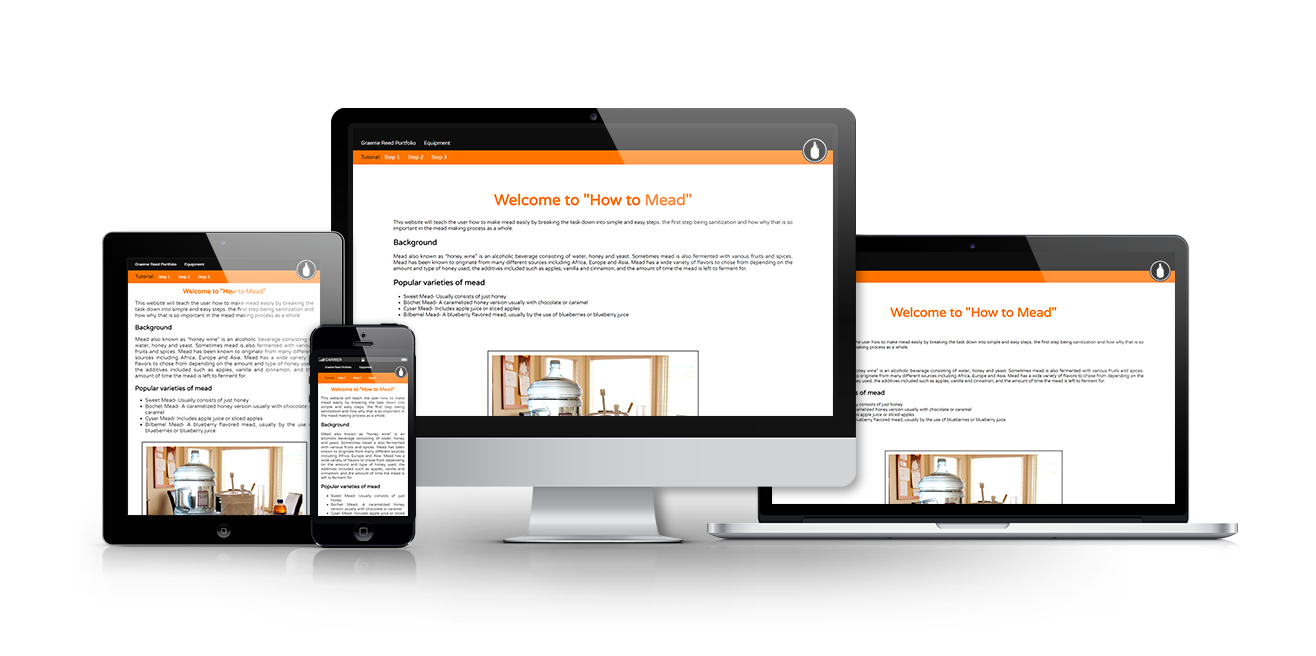 Graeme Reed Portfolio Equipment
Tutorial: Step 1 Step 2 Step 3
Welcome to "How to Mead"
This website will teach the user how to make mead easily by breaking the task down into simple and easy steps, the first step being sanitization and how why that is so
important in the mead making process as a whole.
Background
Mead also known as "honey wine" is an alcoholic beverage consisting of water, honey and yeast. Sometimes mead is also fermented with various fruits and spices.
Mead has been known to originate from many different sources including Africa, Europe and Asia. Mead has a wide variety of flavors to chose from depending on the
amount and type of honey used, the additives included such as apples, vanilla and cinnamon, and the amount of time the mead is left to ferment for.
Popular varieties of mead
Sweet Mead- Usually consists of just honey
Bochet Mead- A caramelized honey version usually with chocolate or caramel
Cyser Mead- Includes apple juice or sliced apples
Bilbemel Mead- A blueberry flavored mead, usually by the use of blueberries or blueberry juice
Graeme Reed Portfolio Equipment
Tutorial: Step 1 Step 2 Step 3
Welcome to "How to Mead"
This website will teach the user how to make mead easily by breaking the
task down into simple and easy steps, the first step being sanitization and
how why that is so important in the mead making process as a whole.
Background
Mead also known as "honey wine" is an alcoholic beverage consisting
water, honey and yeast. Sometimes mead is also fermented with
fruits and spices. Mead has been known to originate from many different
sources including Africa, Europe and Asia. Mead has a wide variety
flavors to chose from depending on the amount and type of honey
the additives included such as apples, vanilla and cinnamon, and
amount of time the mead is left to ferment for.
Popular varieties of mead
Sweet Mead- Usually consists of just honey
Bochet Mead- A caramelized honey version usually with chocolate
caramel
Cyser Mead- Includes apple juice or sliced apples
Bilbemel Mead- A blueberry flavored mead, usually by the use
blueberries or blueberry juice
CARRIER
Graeme Reed Portfolio Equipment
Tutorial: Step 1 Step 2 Step 3
Welcome to "How to Mead"
This website will teach the user how to
make mead easily by breaking the task down into
simple and easy steps, the first step being
sanitization and how why that is so important in
the mead making process as a whole.
Background
Mead also known as "honey wine" is an
alcoholic beverage consisting of water, honey
and yeast. Sometimes mead is also fermented
with various fruits and spices. Mead has been
known to originate from many different sources
including Africa, Europe and Asia. Mead has a
wide variety of flavors to chose from depending
on the amount and type of honey used, the
additives included such as apples, vanilla and
cinnamon, and the amount of time the mead is
left to ferment for.
Popular varieties of mead
Sweet Mead- Usually consists of just
honey
Bochet Mead- A caramelized honey
version usually with chocolate or caramel
Cyser Mead- Includes apple juice or sliced
Welcome to "How to Mead"
the user how to make mead easily by breaking the task down into simple and easy steps, the first step being sanitization and how why that is so
making process as a whole.
wine" is an alcoholic beverage consisting of water, honey and yeast. Sometimes mead is also fermented with various fruits and spices.
originate from many different sources including Africa, Europe and Asia. Mead has a wide variety of flavors to chose from depending on the
used, the additives included such as apples, vanilla and cinnamon, and the amount of time the mead is left to ferment for.
of mead
consists of just honey
caramelized honey version usually with chocolate or caramel
apple juice or sliced apples
blueberry flavored mead, usually by the use of blueberries or blueberry juice